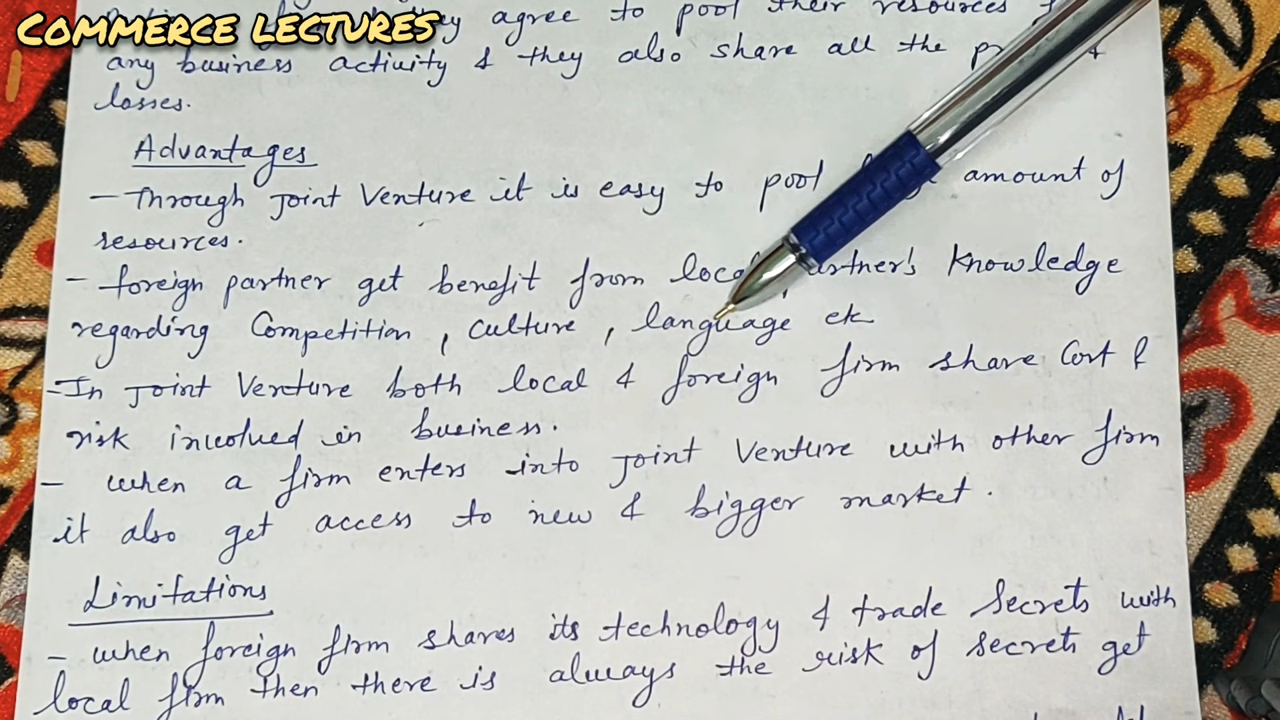 COMMERCE LECTURES
agree to pool their resources
any business activity & they also share all the &
losses.
Advantages
- Through Joint Venture it is easy to pool amount of
resources.
- foreign partner get benefit from local partner's Knowledge
regarding Competition, culture, language etc
- In Joint Venture both local & foreign firm share Cost &
risk involved in business.
- when a firm enters into Joint Venture with other firm
it also get access to new & bigger market.
Limitations
- when foreign firm shares its technology & trade secrets with
local firm then there is always the risk of secrets get